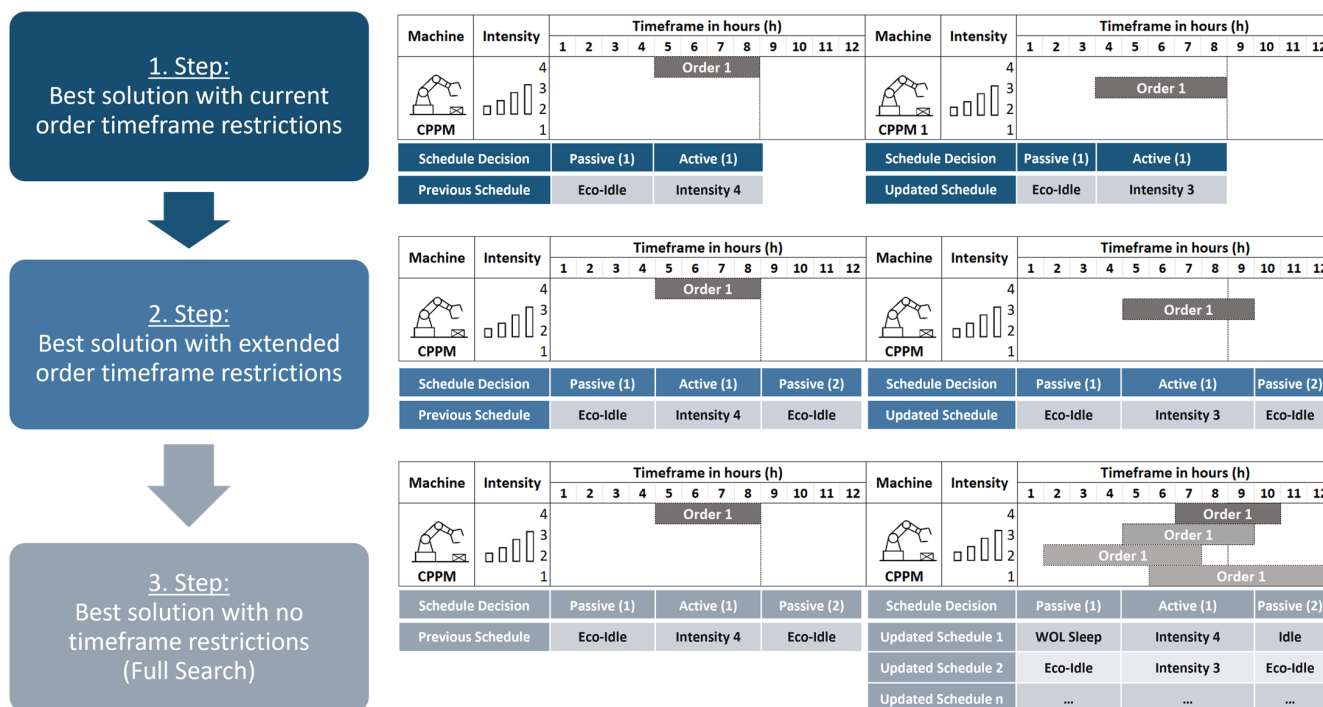 1. Step:
Best solution with current
order timeframe restrictions
Machine Intensity Timeframe in hours (h)
1 2 3 4 5 6 7 8 9 10 11 12
4
3
2
1
Order 1
CPPM
Schedule Decision Passive (1) Active (1)
Previous Schedule Eco-Idle Intensity 4
Machine Intensity Timeframe in hours (h)
1 2 3 4 5 6 7 8 9 10 11 12
4
3
2
1
Order 1
CPPM 1
Schedule Decision Passive (1) Active (1)
Updated Schedule Eco-Idle Intensity 3
2. Step:
Best solution with extended
order timeframe restrictions
Machine Intensity Timeframe in hours (h)
1 2 3 4 5 6 7 8 9 10 11 12
4
3
2
1
Order 1
CPPM
Schedule Decision Passive (1) Active (1) Passive (2)
Previous Schedule Eco-Idle Intensity 4 Eco-Idle
Machine Intensity Timeframe in hours (h)
1 2 3 4 5 6 7 8 9 10 11 12
4
3
2
1
Order 1
CPPM
Schedule Decision Passive (1) Active (1) Passive (2)
Updated Schedule Eco-Idle Intensity 3 Eco-Idle
3. Step:
Best solution with no
timeframe restrictions
(Full Search)
Machine Intensity Timeframe in hours (h)
1 2 3 4 5 6 7 8 9 10 11 12
4
3
2
1
Order 1
CPPM
Schedule Decision Passive (1) Active (1) Passive (2)
Previous Schedule Eco-Idle Intensity 4 Eco-Idle
Machine Intensity Timeframe in hours (h)
1 2 3 4 5 6 7 8 9 10 11 12
4 Order 1
3 Order 1
2 Order 1
1 Order 1
CPPM
Schedule Decision Passive (1) Active (1) Passive (2)
Updated Schedule 1 WOL Sleep Intensity 4 Idle
Updated Schedule 2 Eco-Idle Intensity 3 Eco-Idle
Updated Schedule n ... ... ...